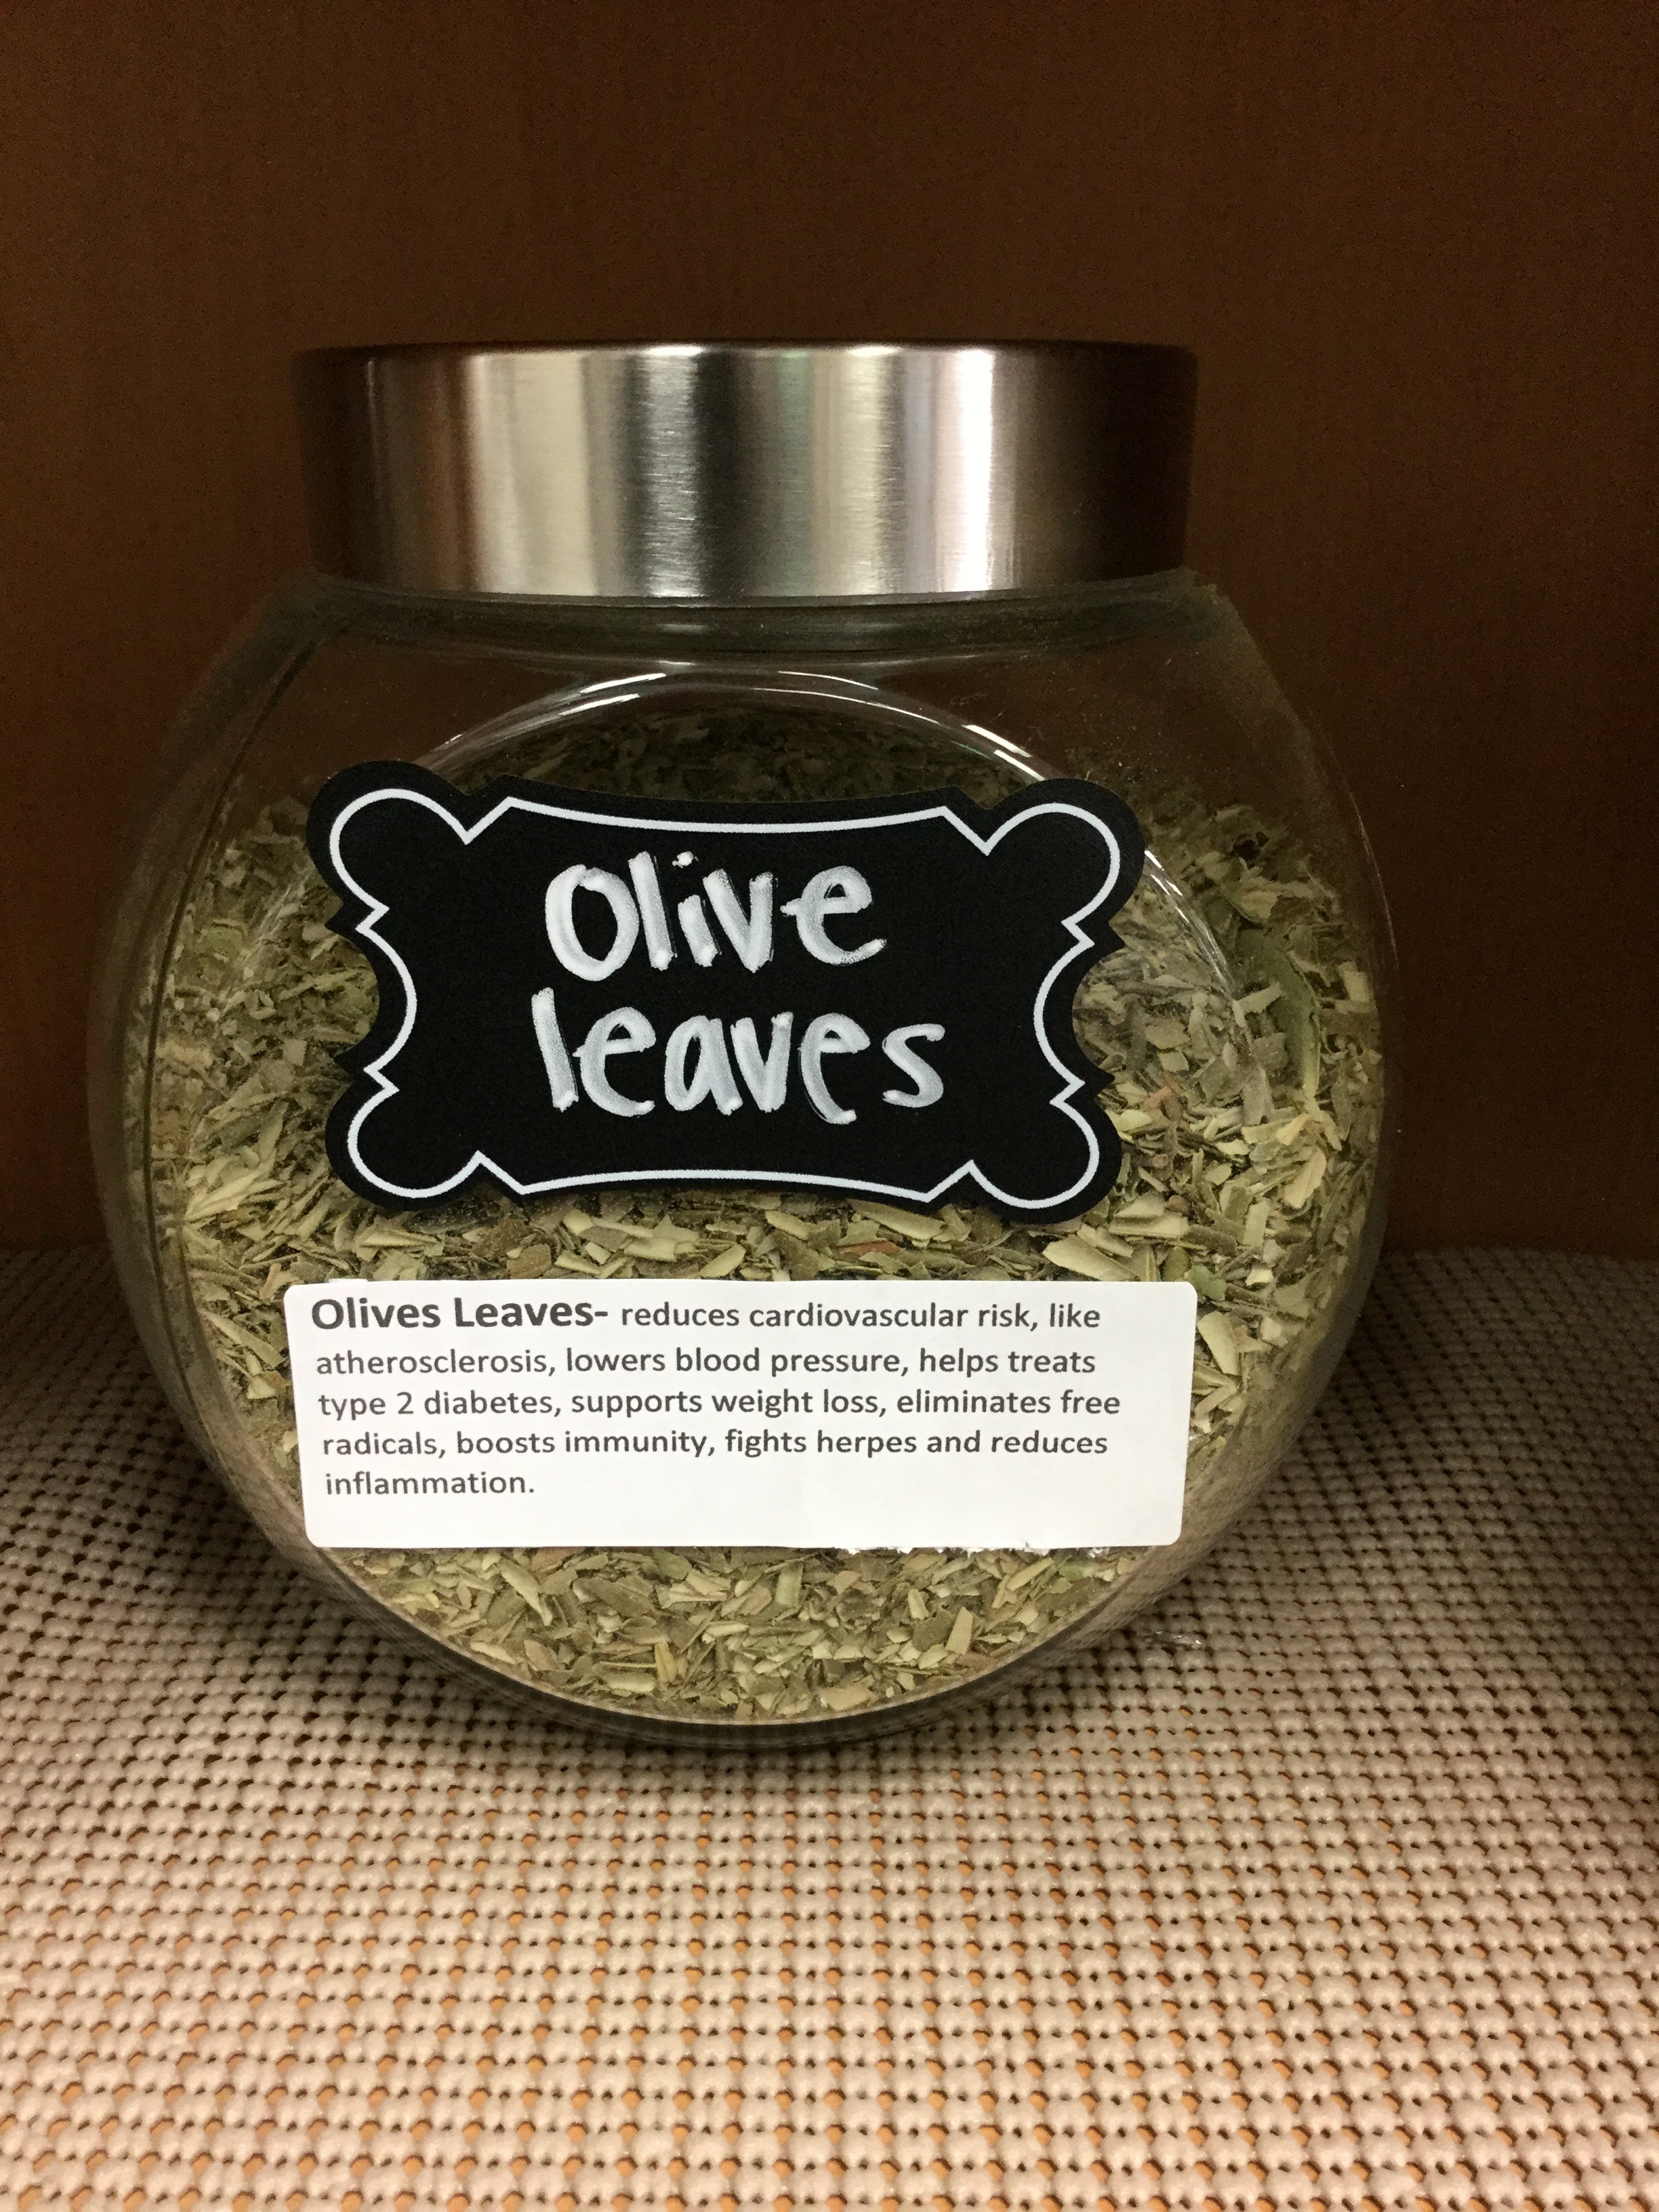 Olive
leaves
Olives Leaves- reduces cardiovascular risk, like
atherosclerosis, lowers blood pressure, helps treats
type 2 diabetes, supports weight loss, eliminates free
radicals, boosts immunity, fights herpes and reduces
inflammation.